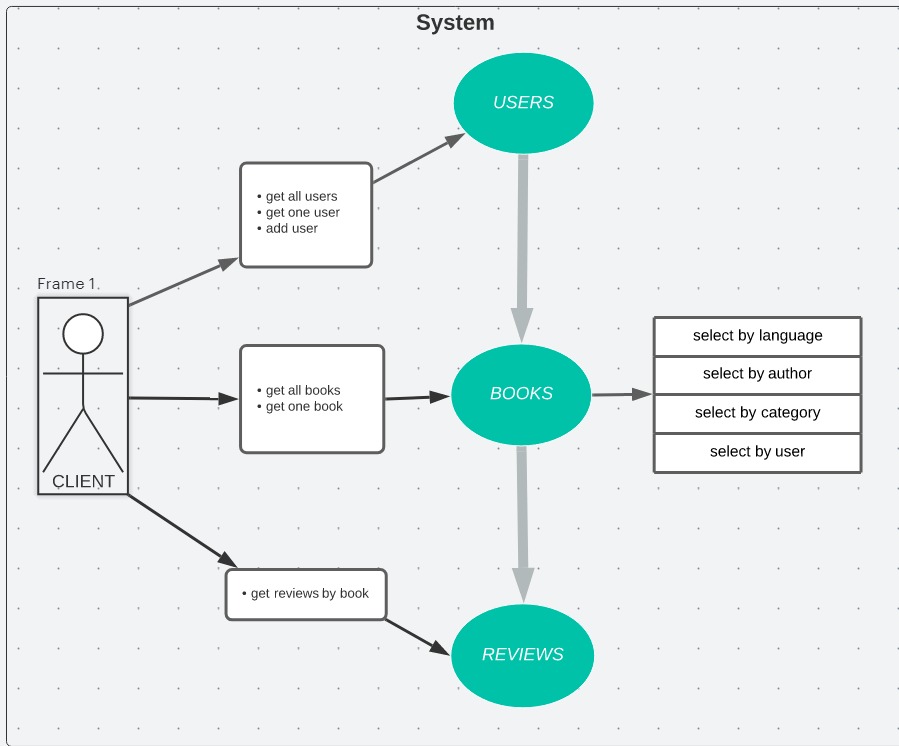 System
USERS
• get all users
• get one user
• add user
Frame 1
CLIENT
• get all books
• get one book
BOOKS
select by language
select by author
select by category
select by user
• get reviews by book
REVIEWS